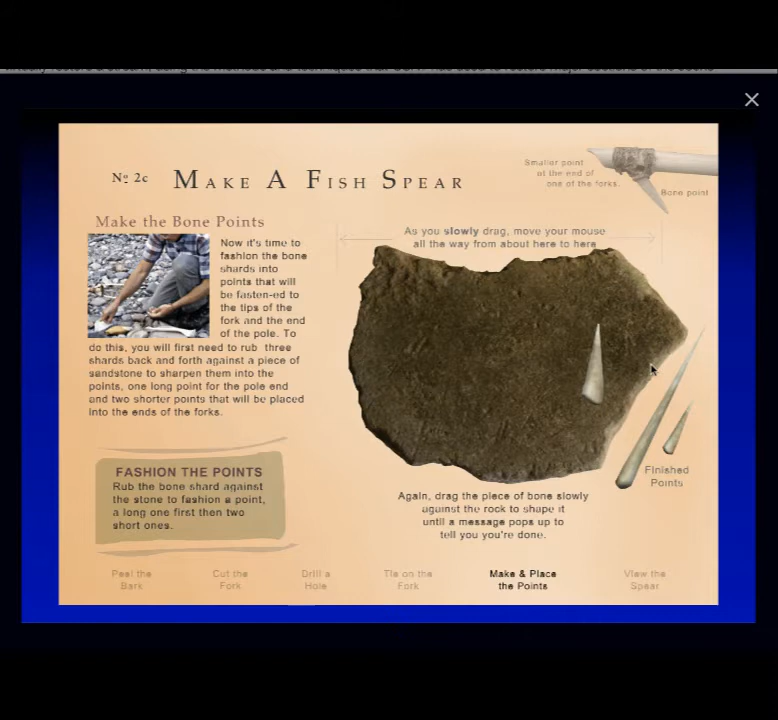 Nº 2c MAKE A FISH SPEAR
Smaller point
at the end of
one of the forks.
Bone point
Make the Bone Points
Now it's time to
fashion the bone
shards into
points that will
be fasten-ed to
the tips of the
fork and the end
of the pole. To
do this, you will first need to rub three
shards back and forth against a piece of
sandstone to sharpen them into the
points, one long point for the pole end
and two shorter points that will be placed
into the ends of the forks.
As you slowly drag, move your mouse
all the way from about here to here
FASHION THE POINTS
Rub the bone shard against
the stone to fashion a point,
a long one first then two
short ones.
Finished
Points
Again, drag the piece of bone slowly
against the rock to shape it
until a message pops up to
tell you you're done.
Peel the
Bark
Cut the
Fork
Drill a
Hole
Tie on the
Fork
Make & Place
the Points
View the
Spear